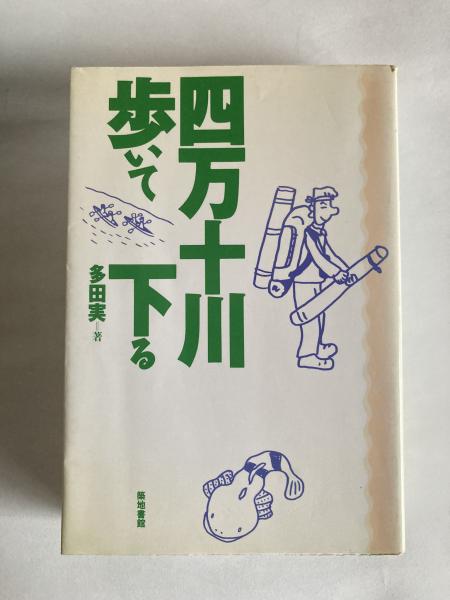 四万十川
歩いて下る
多田実=著
築地書館